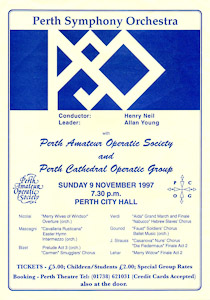 Perth Symphony Orchestra
Conductor: Henry Neil
Leader: Allan Young
with
Perth Amateur Operatic Society
and
Perth Cathedral Operatic Group
Perth
Amateur
Operatic
Society
P
C
O
G
SUNDAY 9 NOVEMBER 1997
7.30 p.m.
PERTH CITY HALL
Nicolai: "Merry Wives of Windsor"
Overture (orch.)
Mascagni: "Cavalleria Rusticana"
Easter Hymn
Intermezzo (orch.)
Bizet: Prelude Act 3 (orch.)
"Carmen" Smugglers' Chorus
Verdi: "Aida" Grand March and Finale
"Nabucco" Hebrew Slaves Chorus
Gounod: "Faust" Soldiers' Chorus
Ballet Music (orch.)
J. Strauss: "Casanova" Nuns' Chorus
"Die Fledermaus" Finale Act 2
Lehar: "Merry Widow" Finale Act
TICKETS - £5.00; Children/Students £2.00; Special Group Rates
Booking - Perth Theatre Tel: (01738) 621031 (Credit Cards Accepted)
also at the door.